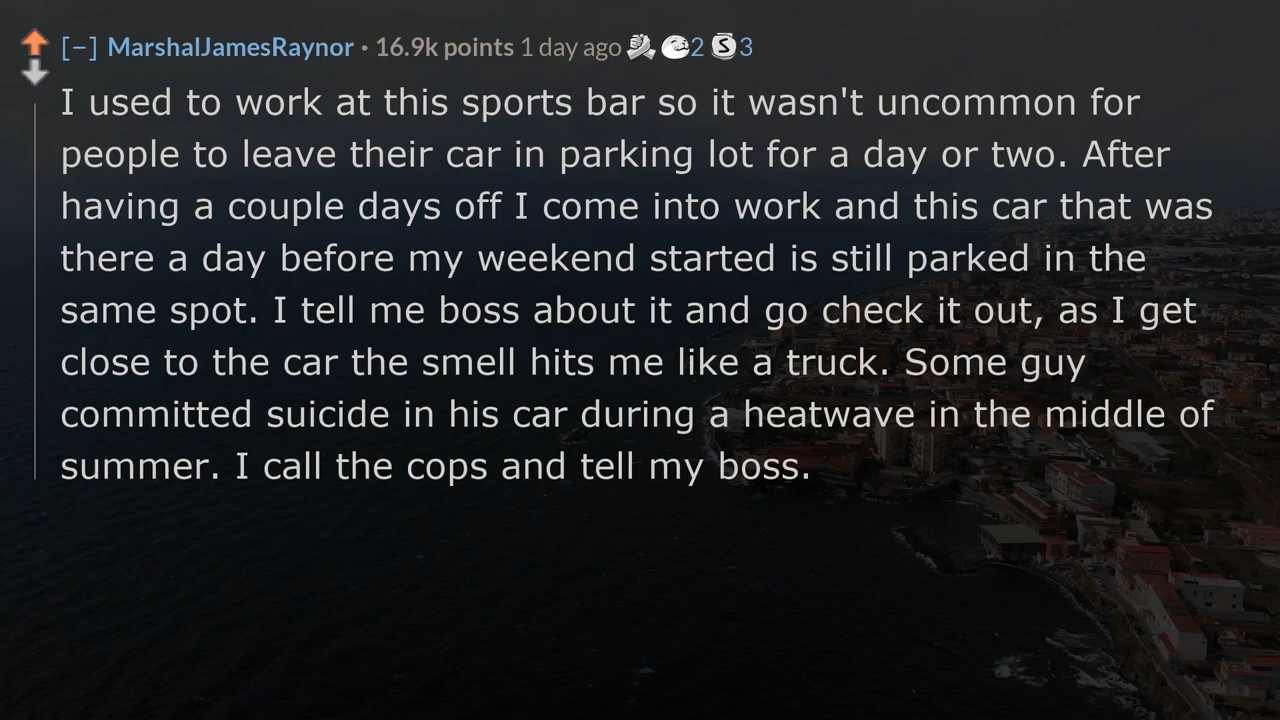 [−] MarshalJamesRaynor • 16.9k points 1 day ago 2 S 3
I used to work at this sports bar so it wasn't uncommon for
people to leave their car in parking lot for a day or two. After
having a couple days off I come into work and this car that was
there a day before my weekend started is still parked in the
same spot. I tell me boss about it and go check it out, as I get
close to the car the smell hits me like a truck. Some guy
committed suicide in his car during a heatwave in the middle of
summer. I call the cops and tell my boss.